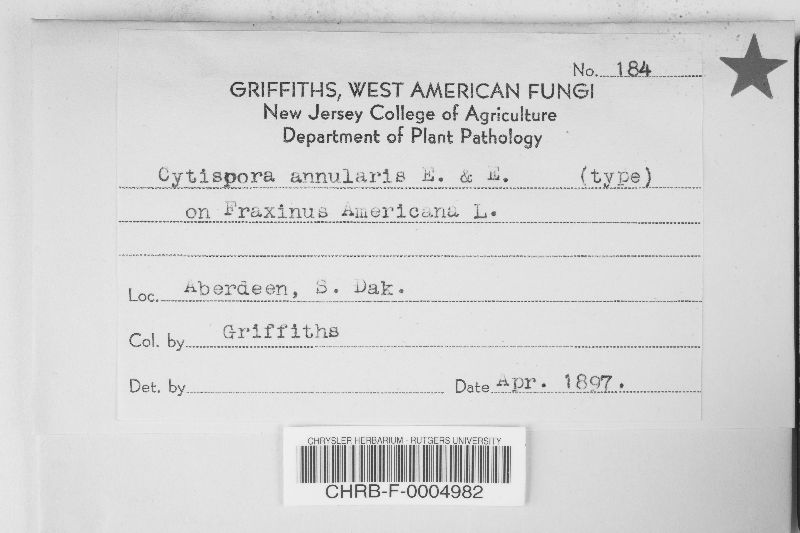 No. 184
GRIFFITHS, WEST AMERICAN FUNGI
New Jersey College of Agriculture
Department of Plant Pathology
Cytispora annularis E. & E. (type)
on Fraxinus Americana L.
Loc. Aberdeen, S. Dak.
Col. by Griffiths
Det. by Date Apr. 1897.
CHRYSLER HERBARIUM - RUTGERS UNIVERSITY
CHRB-F-0004982